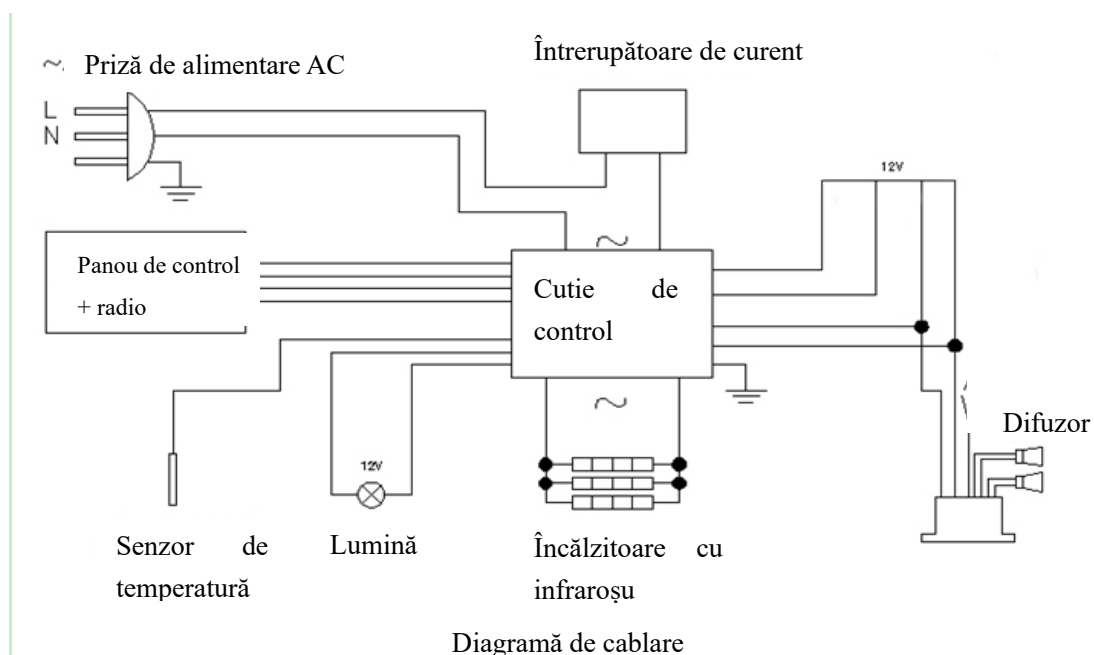 ~ Priză de alimentare AC
Întrerupătoare de curent
L
N
12V
Panou de control
+ radio
~
Cutie de
control
~
Difuzor
12V
Senzor de
temperatură
Lumină
Încălzitoare cu
infraroșu
Diagramă de cablare